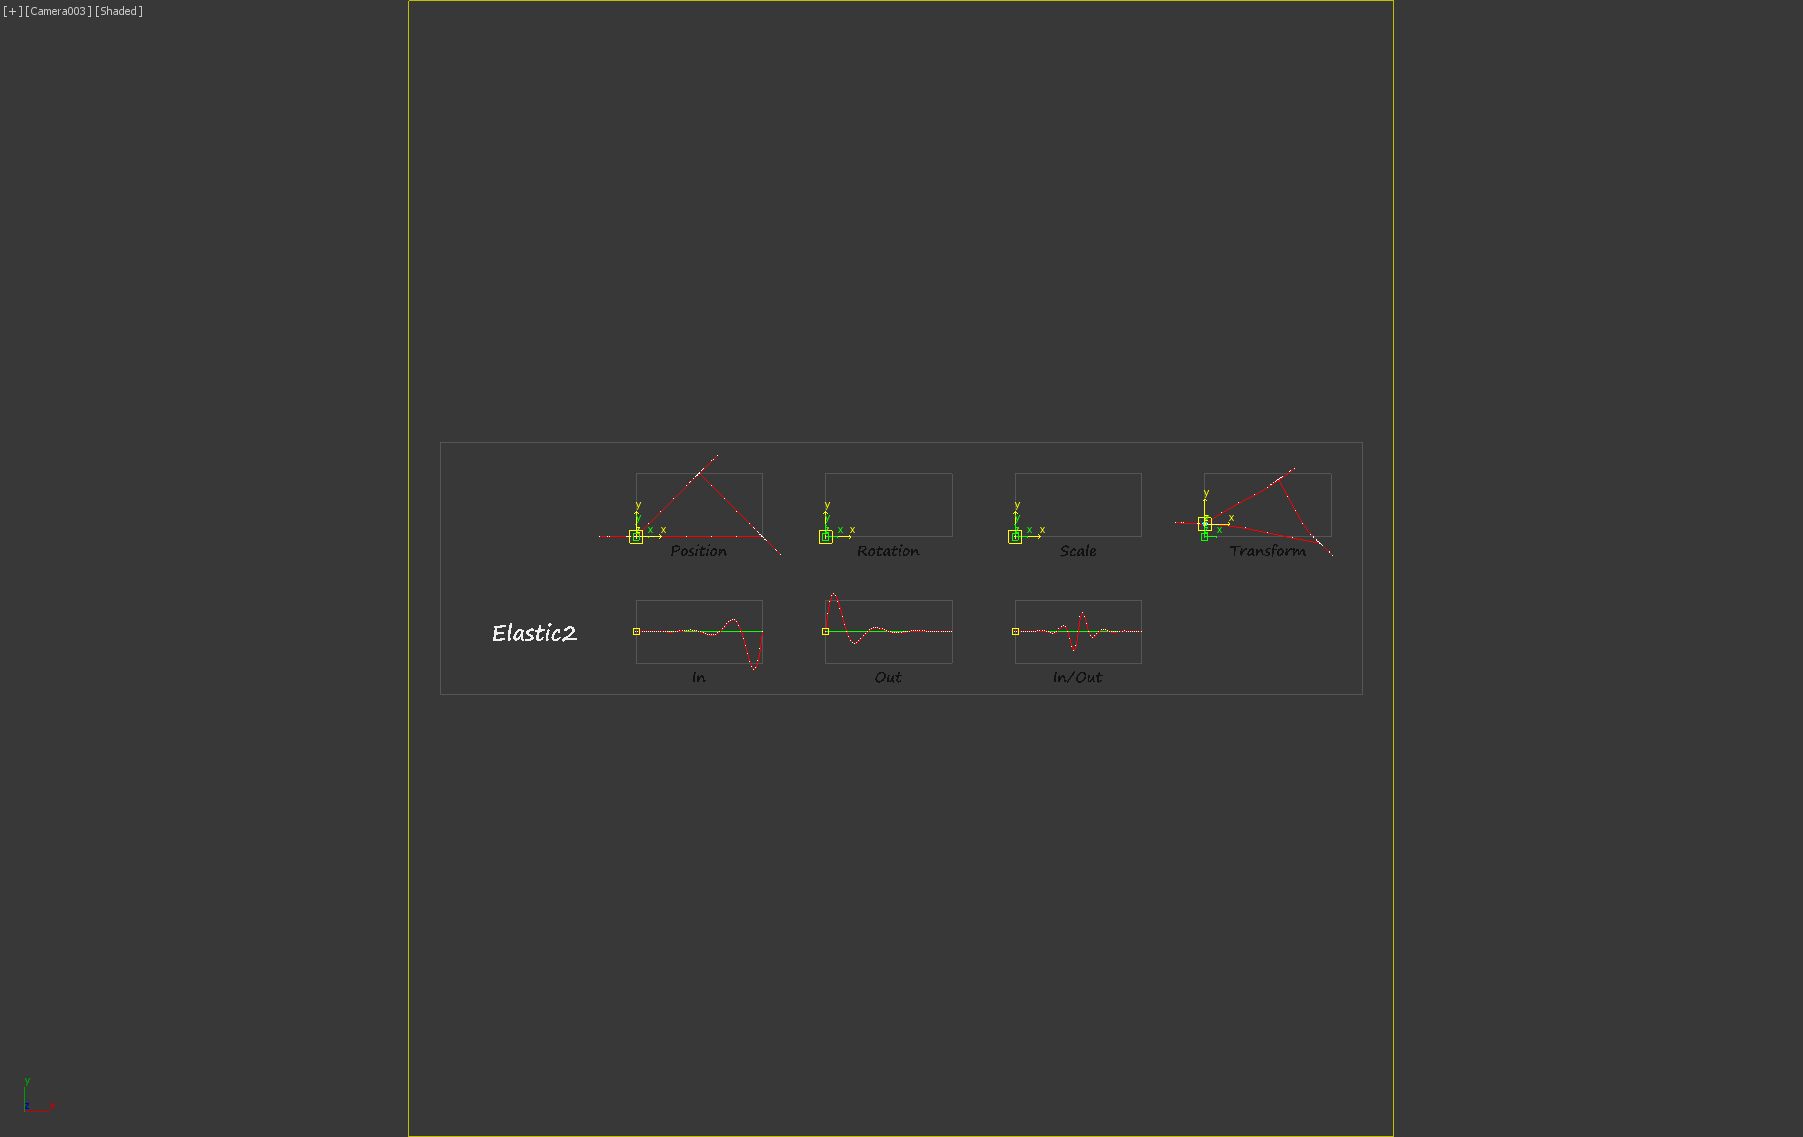 [+] [Camera003] [Shaded]
y y x x
y y x x
y y x x
y x x
Position Rotation Scale Transform
Elastic2
In Out In/Out
y
z x